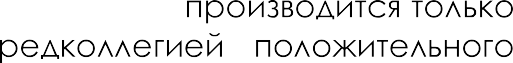 производится только
редколлегией положительного